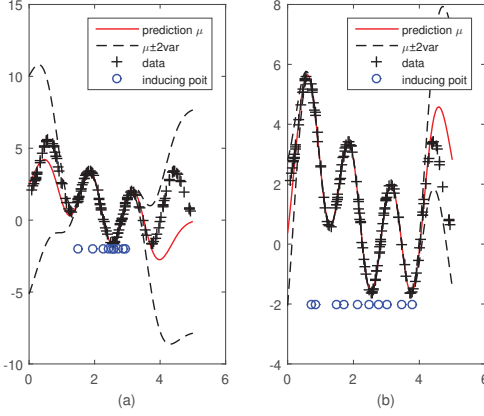 prediction μ
μ±2var
data
inducing poit
15
10
5
0
-5
-10
0 2 4 6
(a)
prediction μ
μ±2var
data
inducing poit
8
6
4
2
0
-2
-4
0 2 4 6
(b)